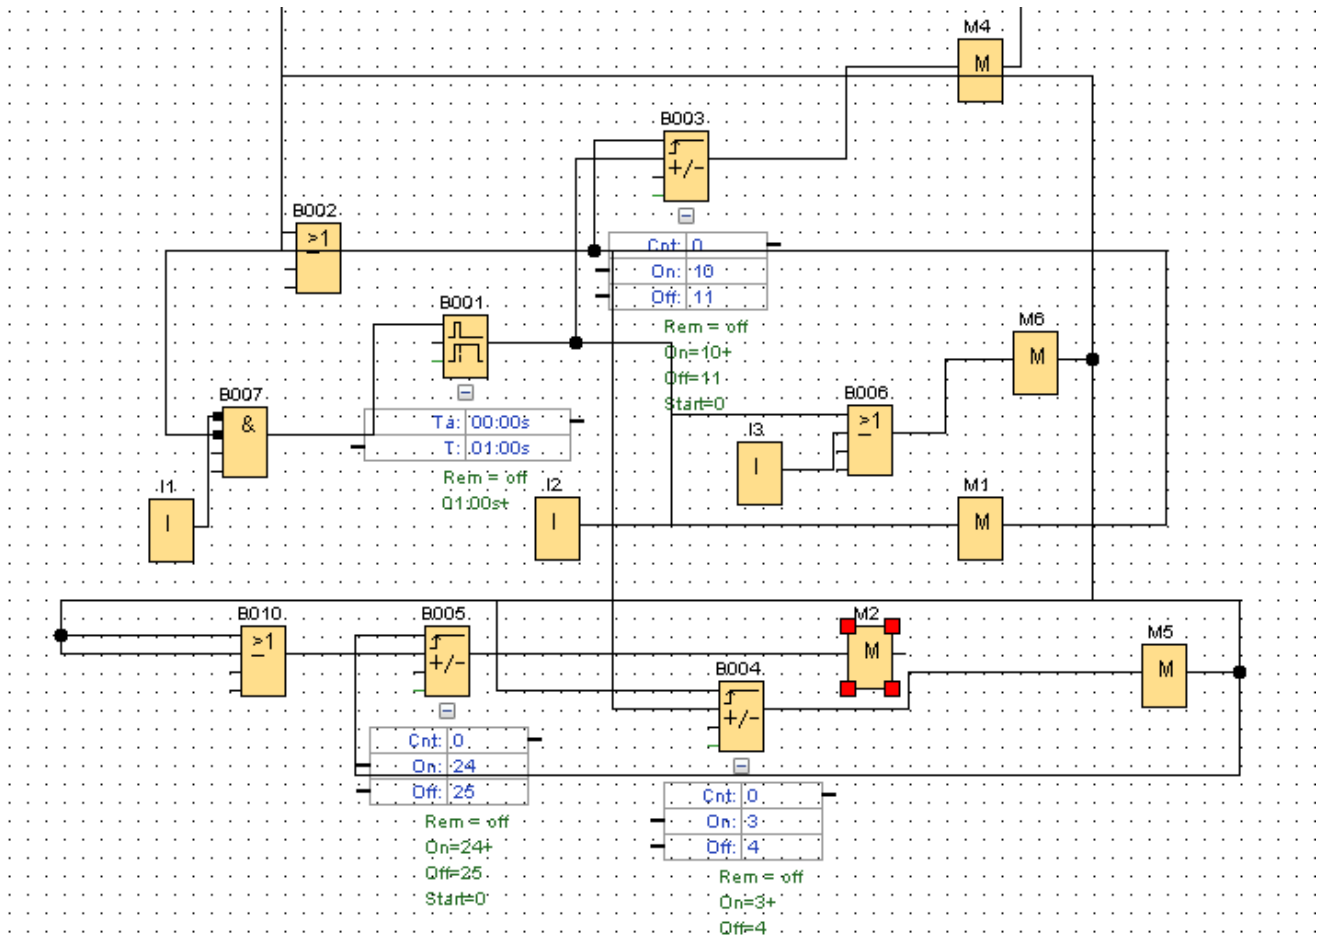 M4
M
B003
+/-
B002
>1
Cnt: 0
On: 10
Off: 11
Rem = off
On=10+
Off=11
Start=0
B001
M6
M
B007
&
Ta: 00:00s
T: 01:00s
Rem = off
01:00s+
B006
>1
I3
I
I1
I
I2
I
M1
M
B010
>1
B005
+/-
M2
M
M5
M
B004
+/-
Cnt: 0
On: 24
Off: 25
Rem = off
On=24+
Off=25
Start=0
Cnt: 0
On: 3
Off: 4
Rem = off
On=3+
Off=4